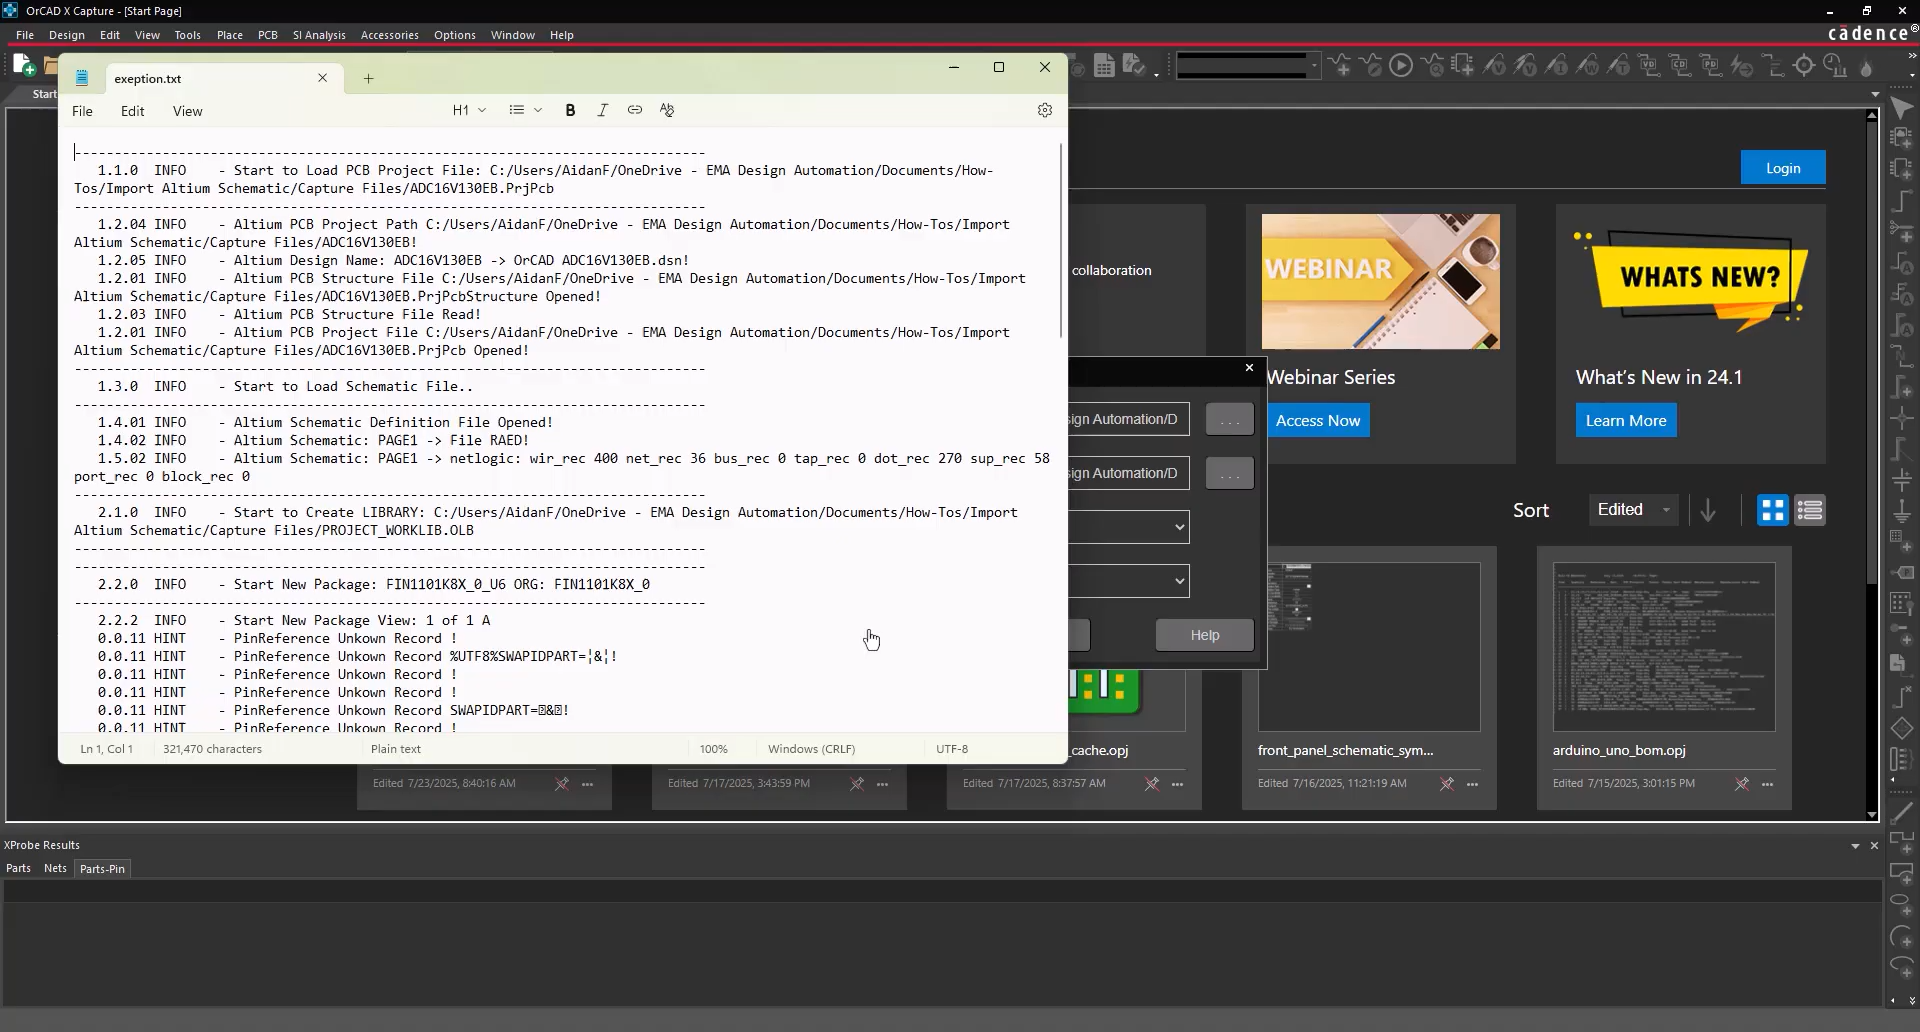 OrCAD X Capture - [Start Page]
File Design Edit View Tools Place PCB SI Analysis Accessories Options Window Help
cādence®
Start
exeption.txt
File Edit View
H1
-------------------------------------------------------------------------------
1.1.0 INFO - Start to Load PCB Project File: C:/Users/AidanF/OneDrive - EMA Design Automation/Documents/How-
Tos/Import Altium Schematic/Capture Files/ADC16V130EB.PrjPcb
-------------------------------------------------------------------------------
1.2.04 INFO - Altium PCB Project Path C:/Users/AidanF/OneDrive - EMA Design Automation/Documents/How-Tos/Import
Altium Schematic/Capture Files/ADC16V130EB!
1.2.05 INFO - Altium Design Name: ADC16V130EB -> OrCAD ADC16V130EB.dsn!
1.2.01 INFO - Altium PCB Structure File C:/Users/AidanF/OneDrive - EMA Design Automation/Documents/How-Tos/Import
Altium Schematic/Capture Files/ADC16V130EB.PrjPcbStructure Opened!
1.2.03 INFO - Altium PCB Structure File Read!
1.2.01 INFO - Altium PCB Project File C:/Users/AidanF/OneDrive - EMA Design Automation/Documents/How-Tos/Import
Altium Schematic/Capture Files/ADC16V130EB.PrjPcb Opened!
-------------------------------------------------------------------------------
1.3.0 INFO - Start to Load Schematic File..
-------------------------------------------------------------------------------
1.4.01 INFO - Altium Schematic Definition File Opened!
1.4.02 INFO - Altium Schematic: PAGE1 -> File RAED!
1.5.02 INFO - Altium Schematic: PAGE1 -> netlogic: wir_rec 400 net_rec 36 bus_rec 0 tap_rec 0 dot_rec 270 sup_rec 58
port_rec 0 block_rec 0
-------------------------------------------------------------------------------
2.1.0 INFO - Start to Create LIBRARY: C:/Users/AidanF/OneDrive - EMA Design Automation/Documents/How-Tos/Import
Altium Schematic/Capture Files/PROJECT_WORKLIB.OLB
-------------------------------------------------------------------------------
-------------------------------------------------------------------------------
2.2.0 INFO - Start New Package: FIN1101K8X_0_U6 ORG: FIN1101K8X_0
-------------------------------------------------------------------------------
2.2.2 INFO - Start New Package View: 1 of 1 A
0.0.11 HINT - PinReference Unkown Record !
0.0.11 HINT - PinReference Unkown Record %UTF8%SWAPIDPART=¦&¦!
0.0.11 HINT - PinReference Unkown Record !
0.0.11 HINT - PinReference Unkown Record !
0.0.11 HINT - PinReference Unkown Record SWAPIDPART=&!
0.0.11 HINT - PinReference Unkown Record !
Ln 1, Col 1 321,470 characters Plain text 100% Windows (CRLF) UTF-8
Login
collaboration
WEBINAR
WHATS NEW?
Webinar Series
What's New in 24.1
Access Now
Learn More
sign Automation/D ...
sign Automation/D ...
Help
Sort Edited
cache.opj
front_panel_schematic_sym...
arduino_uno_bom.opj
Edited 7/23/2025, 8:40:16 AM
Edited 7/17/2025, 3:43:59 PM
Edited 7/17/2025, 8:37:57 AM
Edited 7/16/2025, 11:21:19 AM
Edited 7/15/2025, 3:01:15 PM
XProbe Results
Parts Nets Parts-Pin